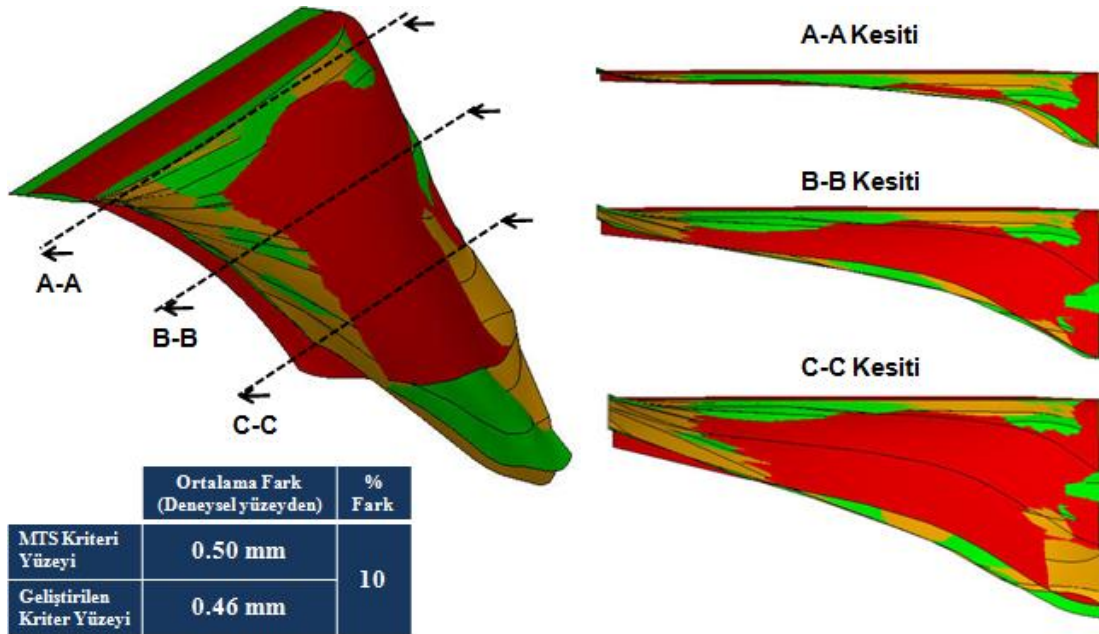 A-A
B-B
C-C
A-A Kesiti
B-B Kesiti
C-C Kesiti
Ortalama Fark
(Deneysel yüzeyden)
%
Fark
MTS Kriteri
Yüzeyi
0.50 mm
10
Geliştirilen
Kriter Yüzeyi
0.46 mm